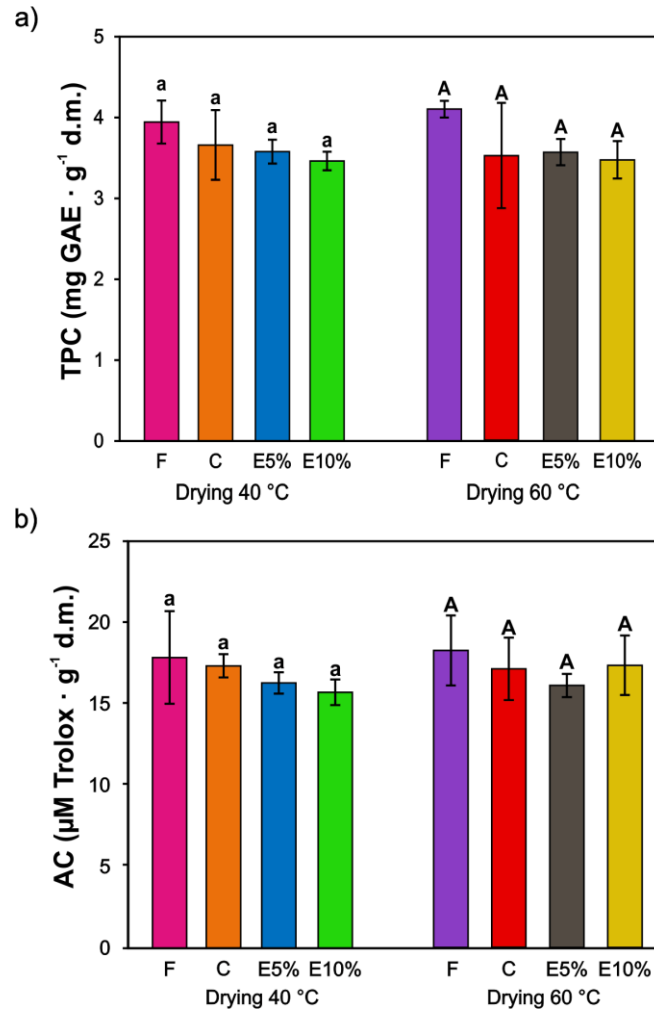 a)
TPC (mg GAE · g⁻¹ d.m.)
5
4
3
2
1
0
a a a a A A A A
F C E5% E10% F C E5% E10%
Drying 40 °C Drying 60 °C
b)
AC (µM Trolox · g⁻¹ d.m.)
25
20
15
10
5
0
a a a a A A A A
F C E5% E10% F C E5% E10%
Drying 40 °C Drying 60 °C